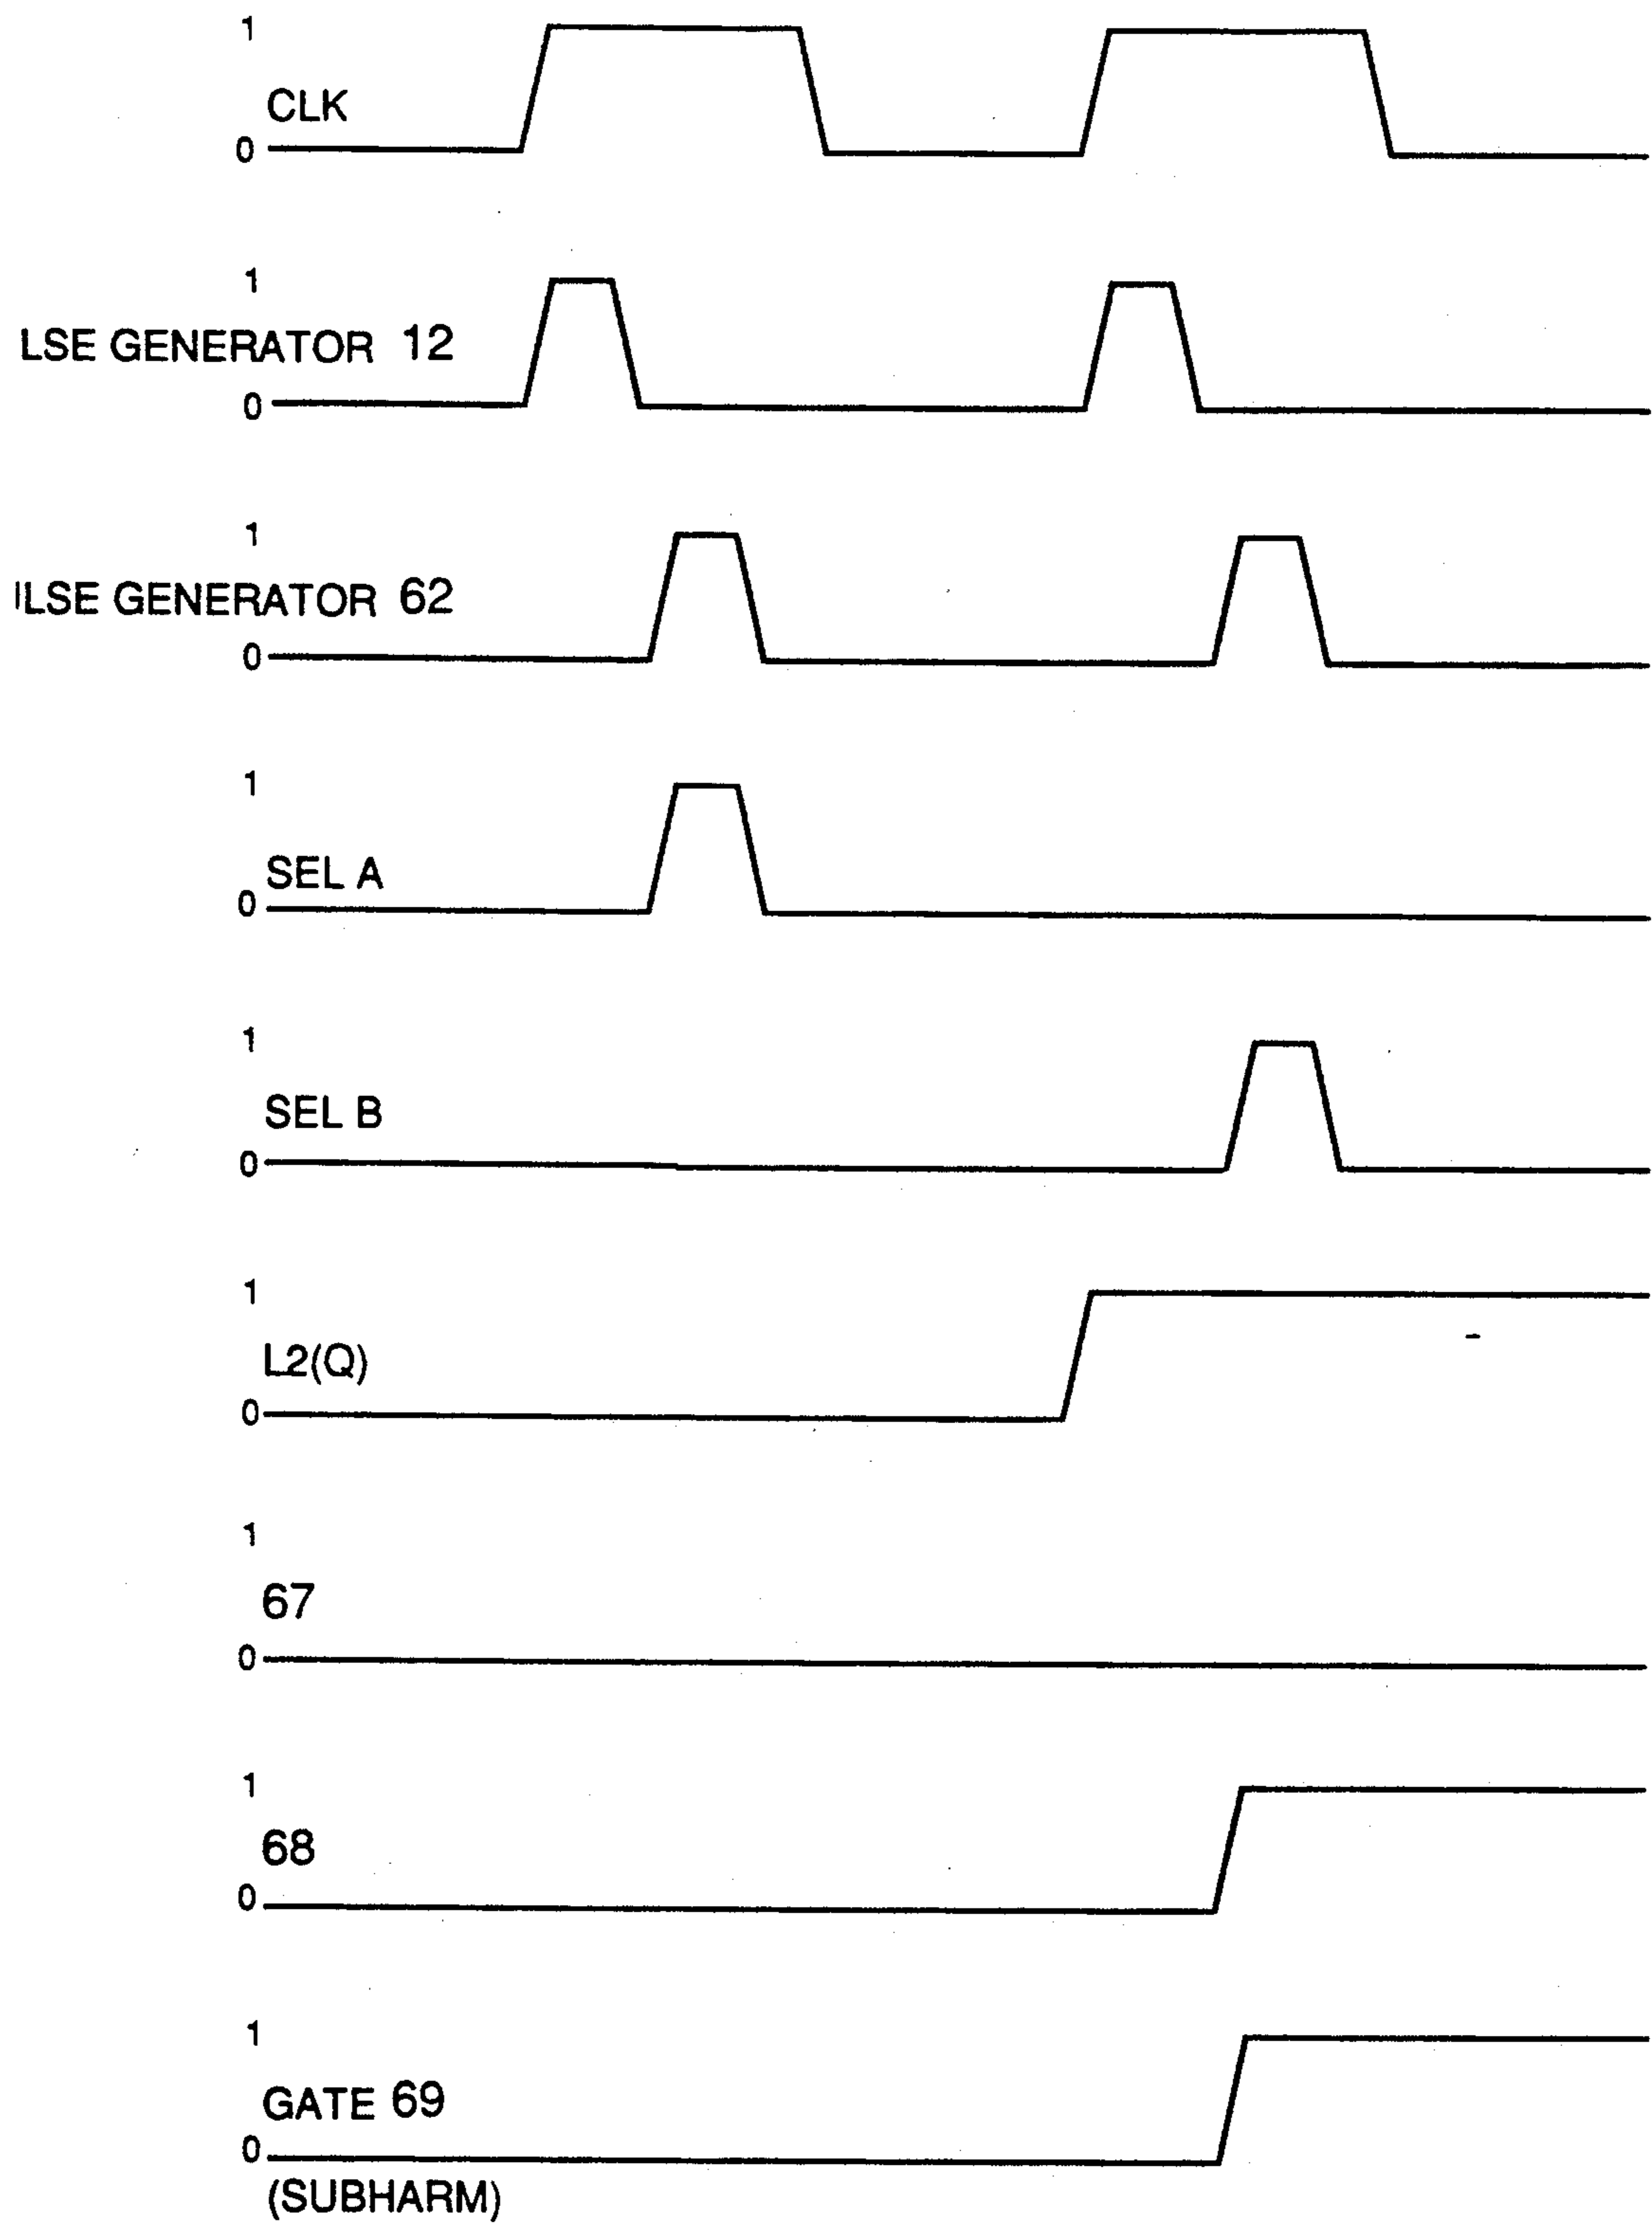 1
CLK
0
1
LSE GENERATOR 12
0
1
LSE GENERATOR 62
0
1
SEL A
0
1
SEL B
0
1
L2(Q)
0
1
67
0
1
68
0
1
GATE 69
0
(SUBHARM)